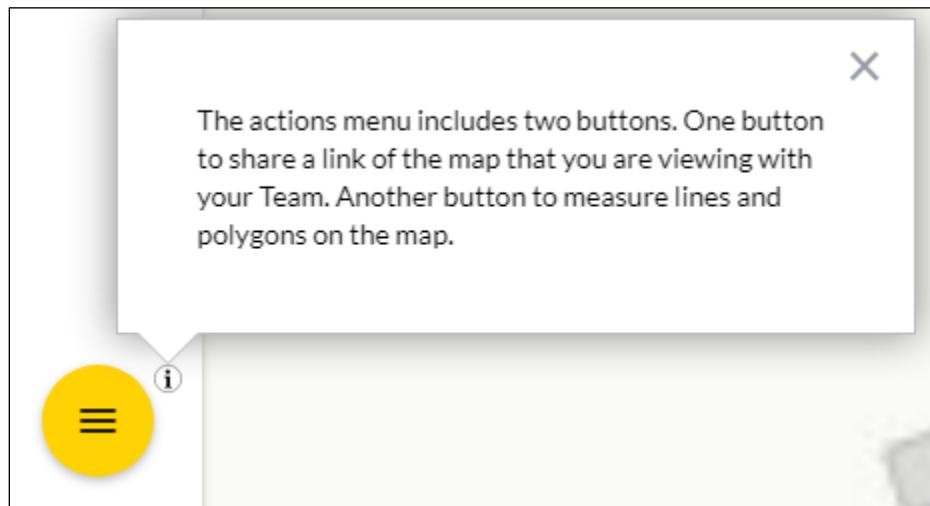 The actions menu includes two buttons. One button
to share a link of the map that you are viewing with
your Team. Another button to measure lines and
polygons on the map.
i